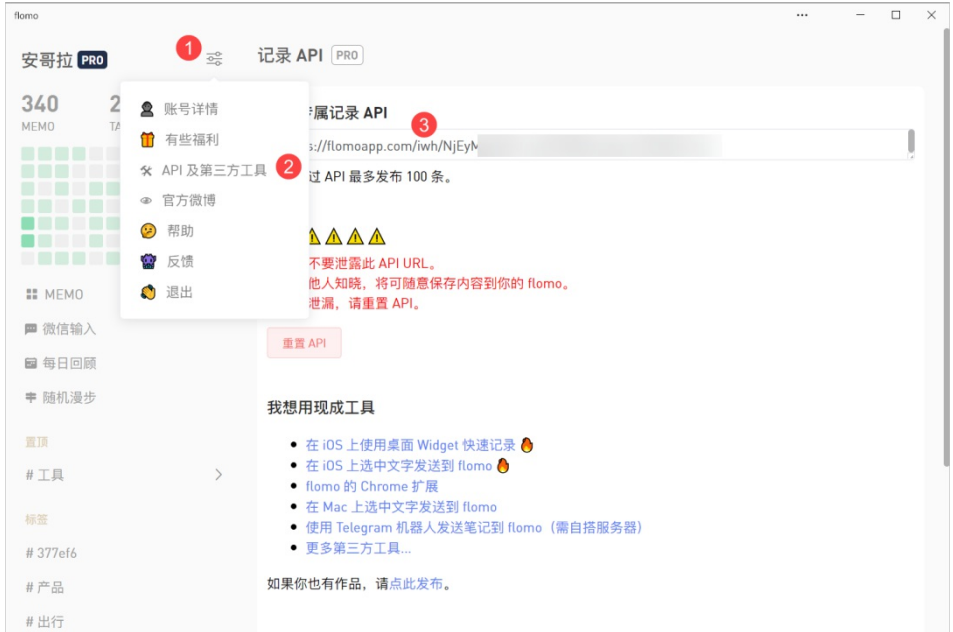 flomo
安哥拉 PRO
1
记录 API PRO
340 2
MEMO TA
账号详情
有些福利
API 及第三方工具 2
官方微博
帮助
反馈
退出
属记录 API
3
s://flomoapp.com/iwh/NjEyM
过 API 最多发布 100 条。
不要泄露此 API URL。
他人知晓，将可随意保存内容到你的 flomo。
泄漏，请重置 API。
重置 API
MEMO
微信输入
每日回顾
随机漫步
置顶
# 工具
标签
# 377ef6
# 产品
# 出行
我想用现成工具
在 iOS 上使用桌面 Widget 快速记录
在 iOS 上选中文字发送到 flomo
flomo 的 Chrome 扩展
在 Mac 上选中文字发送到 flomo
使用 Telegram 机器人发送笔记到 flomo（需自搭服务器）
更多第三方工具...
如果你也有作品，请点此发布。